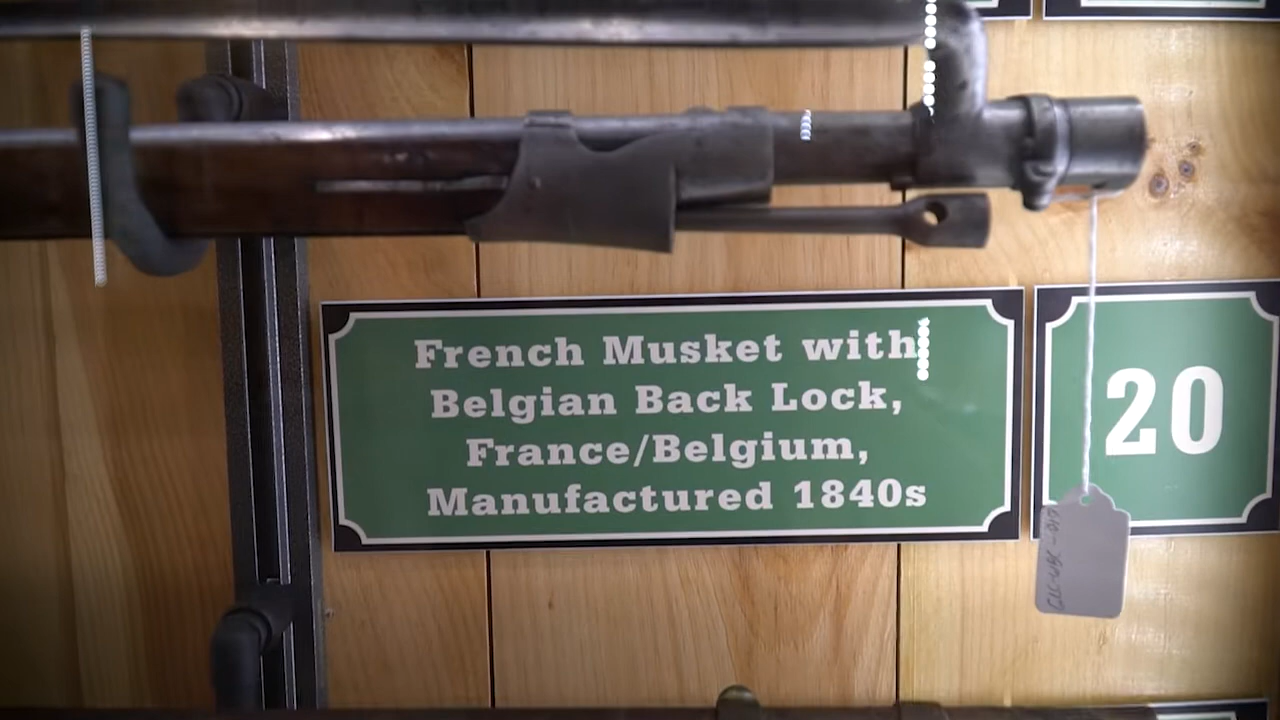 French Musket with
Belgian Back Lock,
France/Belgium,
Manufactured 1840s
20